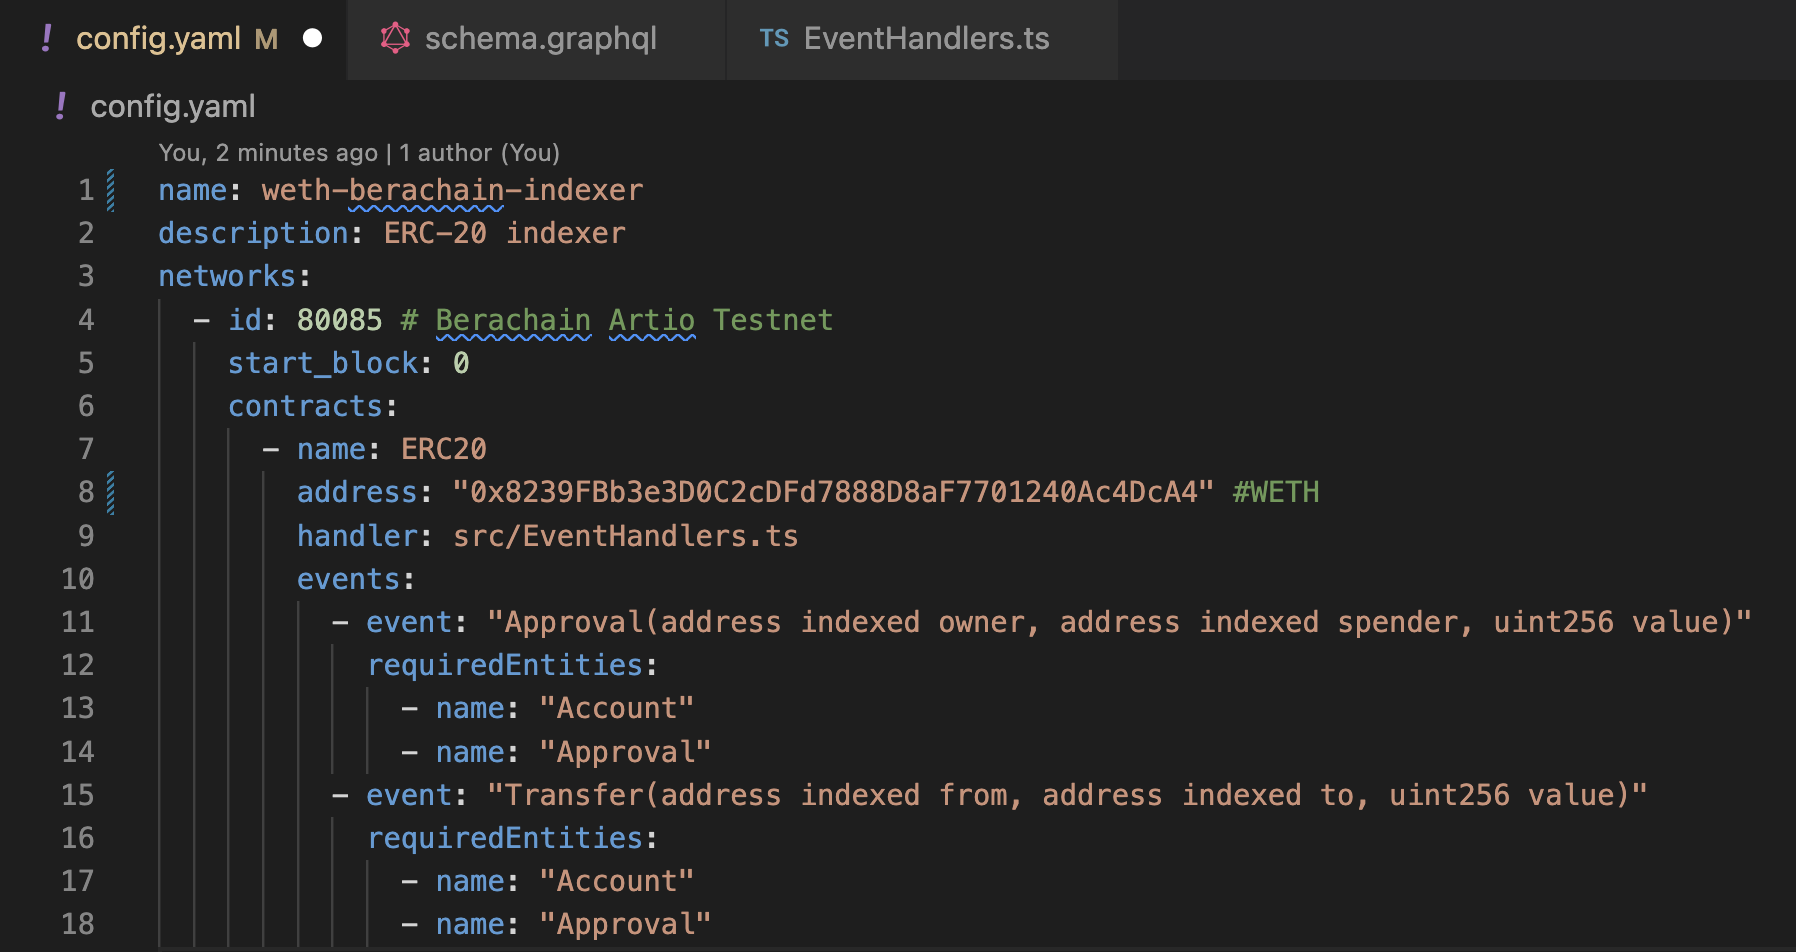 ! config.yaml M schema.graphql TS EventHandlers.ts
! config.yaml
You, 2 minutes ago | 1 author (You)
1 name: weth-berachain-indexer
2 description: ERC-20 indexer
3 networks:
4 - id: 80085 # Berachain Artio Testnet
5 start_block: 0
6 contracts:
7 - name: ERC20
8 address: "0x8239FBb3e3D0C2cDFd7888D8aF7701240Ac4DcA4" #WETH
9 handler: src/EventHandlers.ts
10 events:
11 - event: "Approval(address indexed owner, address indexed spender, uint256 value)"
12 requiredEntities:
13 - name: "Account"
14 - name: "Approval"
15 - event: "Transfer(address indexed from, address indexed to, uint256 value)"
16 requiredEntities:
17 - name: "Account"
18 - name: "Approval"